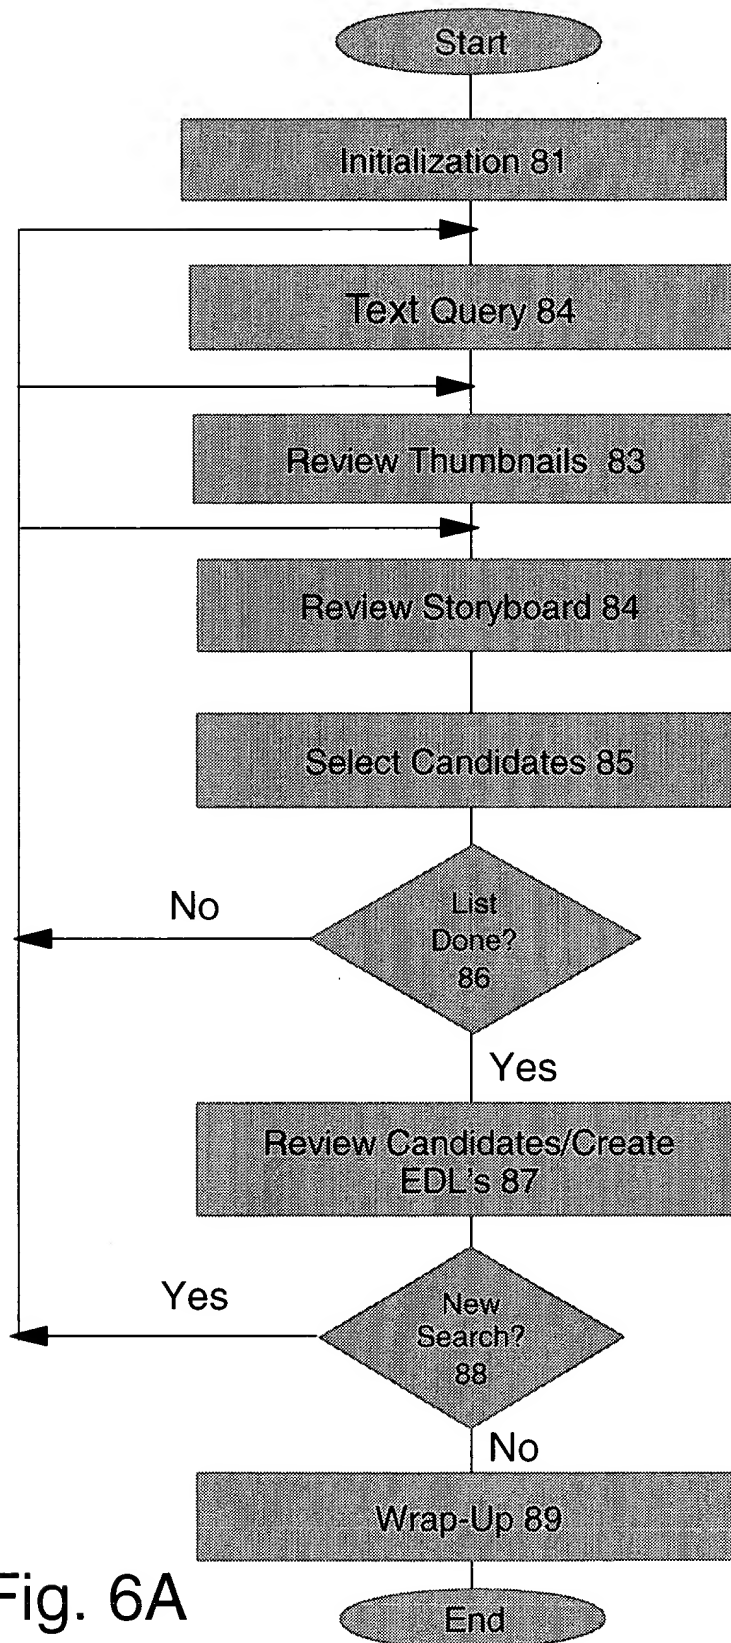 Start
Initialization 81
Text Query 84
Review Thumbnails 83
Review Storyboard 84
Select Candidates 85
No
List
Done?
86
Yes
Review Candidates/Create
EDL's 87
Yes
New
Search?
88
No
Wrap-Up 89
Fig. 6A
End